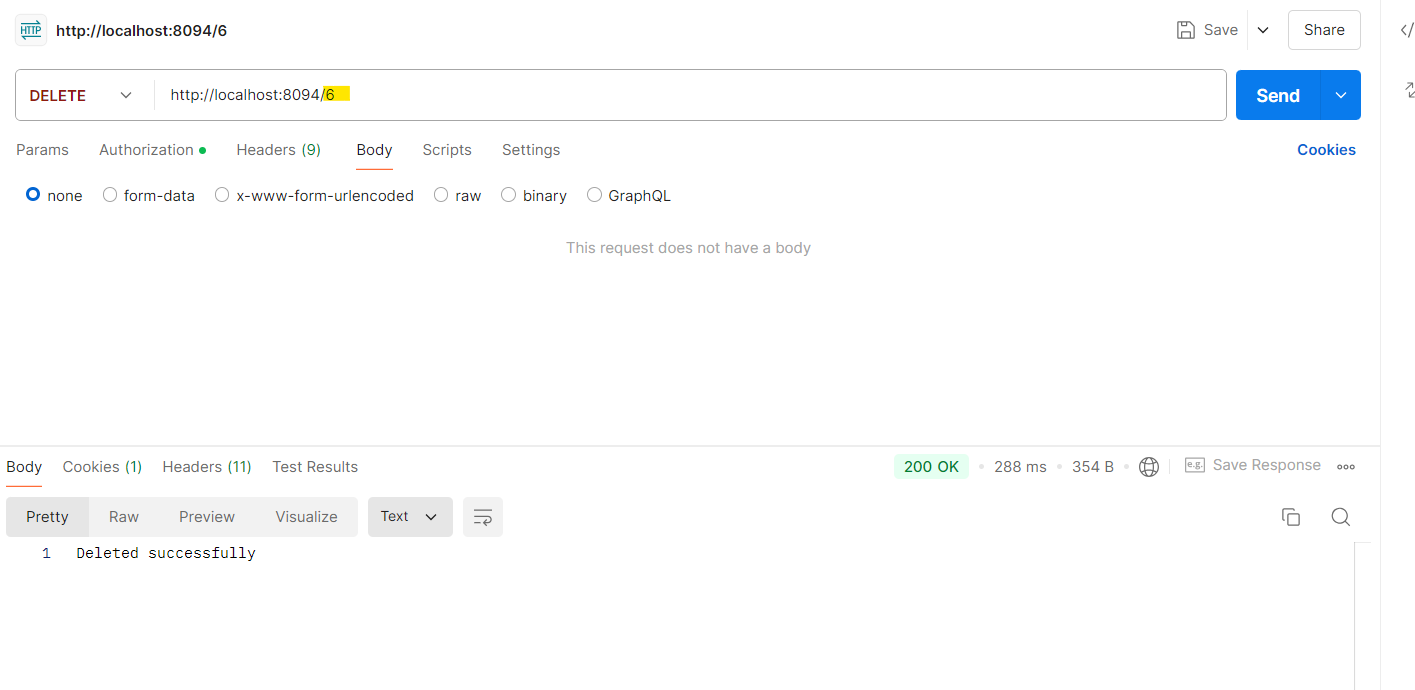 HTTP http://localhost:8094/6 Save Share </>
DELETE http://localhost:8094/6 Send
Params Authorization Headers (9) Body Scripts Settings Cookies
none form-data x-www-form-urlencoded raw binary GraphQL
This request does not have a body
Body Cookies (1) Headers (11) Test Results 200 OK 288 ms 354 B e.g. Save Response
Pretty Raw Preview Visualize Text
1 Deleted successfully